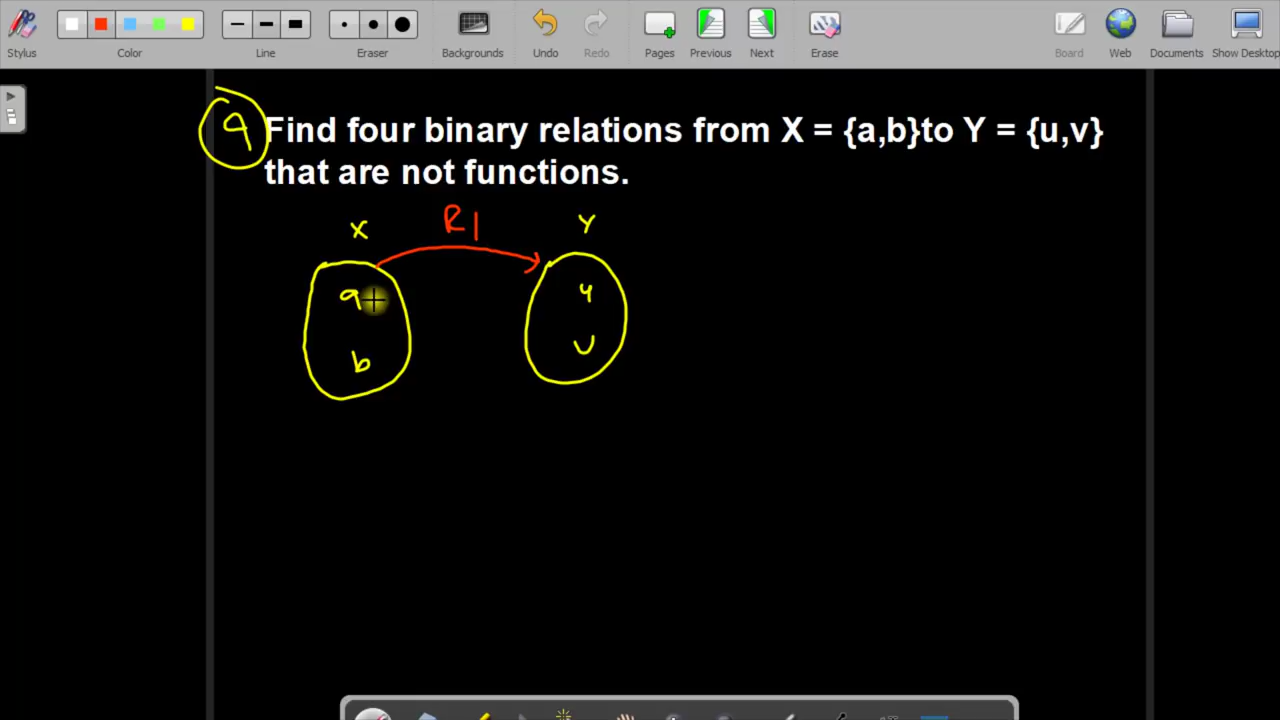 Stylus Color Line Eraser Backgrounds Undo Redo Pages Previous Next Erase Board Web Documents Show Desktop
9 Find four binary relations from X = {a,b}to Y = {u,v}
that are not functions.
X R1 Y
a u
b v